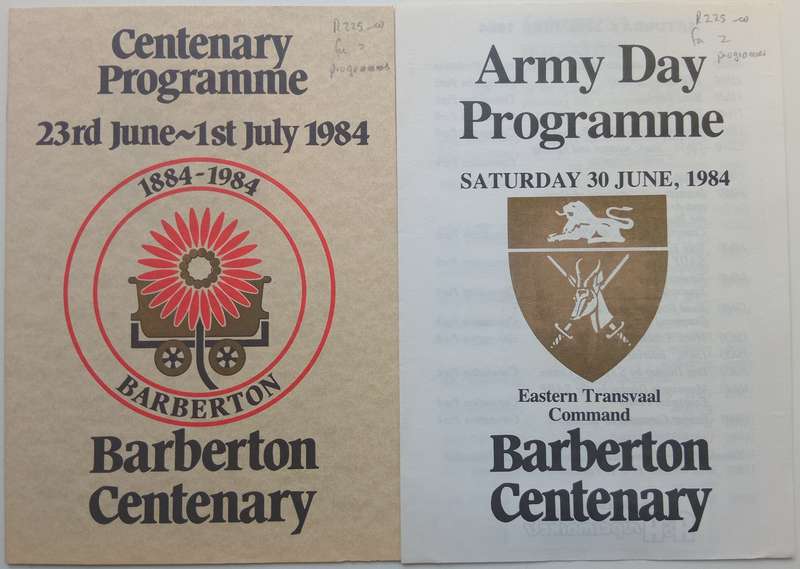 Centenary
Programme
23rd June~1st July 1984
1884-1984
BARBERTON
Barberton
Centenary
R225-00
for 2
programmes
Army Day
Programme
SATURDAY 30 JUNE, 1984
Eastern Transvaal
Command
Barberton
Centenary
R225-00
for 2
programmes